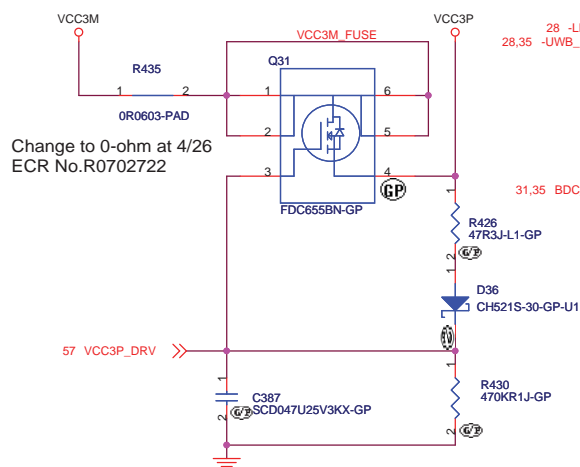 VCC3M
VCC3P
28 -L
28,35 -UWB_
VCC3M_FUSE
R435
Q31
1
2
1
6
0R0603-PAD
2
5
Change to 0-ohm at 4/26
ECR No.R0702722
3
4
GP
FDC655BN-GP
31,35 BDC
1
R426
47R3J-L1-GP
2
G/P
1
D36
CH521S-30-GP-U1
57 VCC3P_DRV
1
C387
G/P
SCD047U25V3KX-GP
2
1
R430
470KR1J-GP
2
G/P